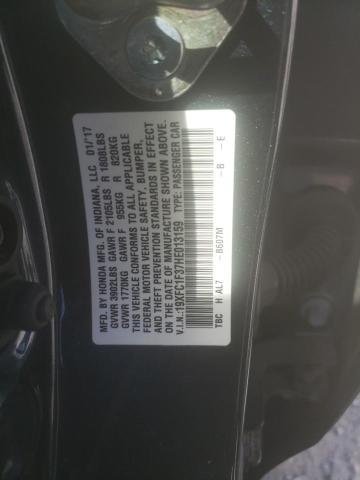 MFD. BY HONDA MFG. OF INDIANA, LLC 01/'17
GVWR 3902LBS GAWR F 2105LBS R 1808LBS
GVWR 1770KG GAWR F 955KG R 820KG
THIS VEHICLE CONFORMS TO ALL APPLICABLE
FEDERAL MOTOR VEHICLE SAFETY, BUMPER,
AND THEFT PREVENTION STANDARDS IN EFFECT
ON THE DATE OF MANUFACTURE SHOWN ABOVE.
V.I.N.:19XFC1F37HE013159 TYPE: PASSENGER CAR
TBC H AL7 - B607M - B - E